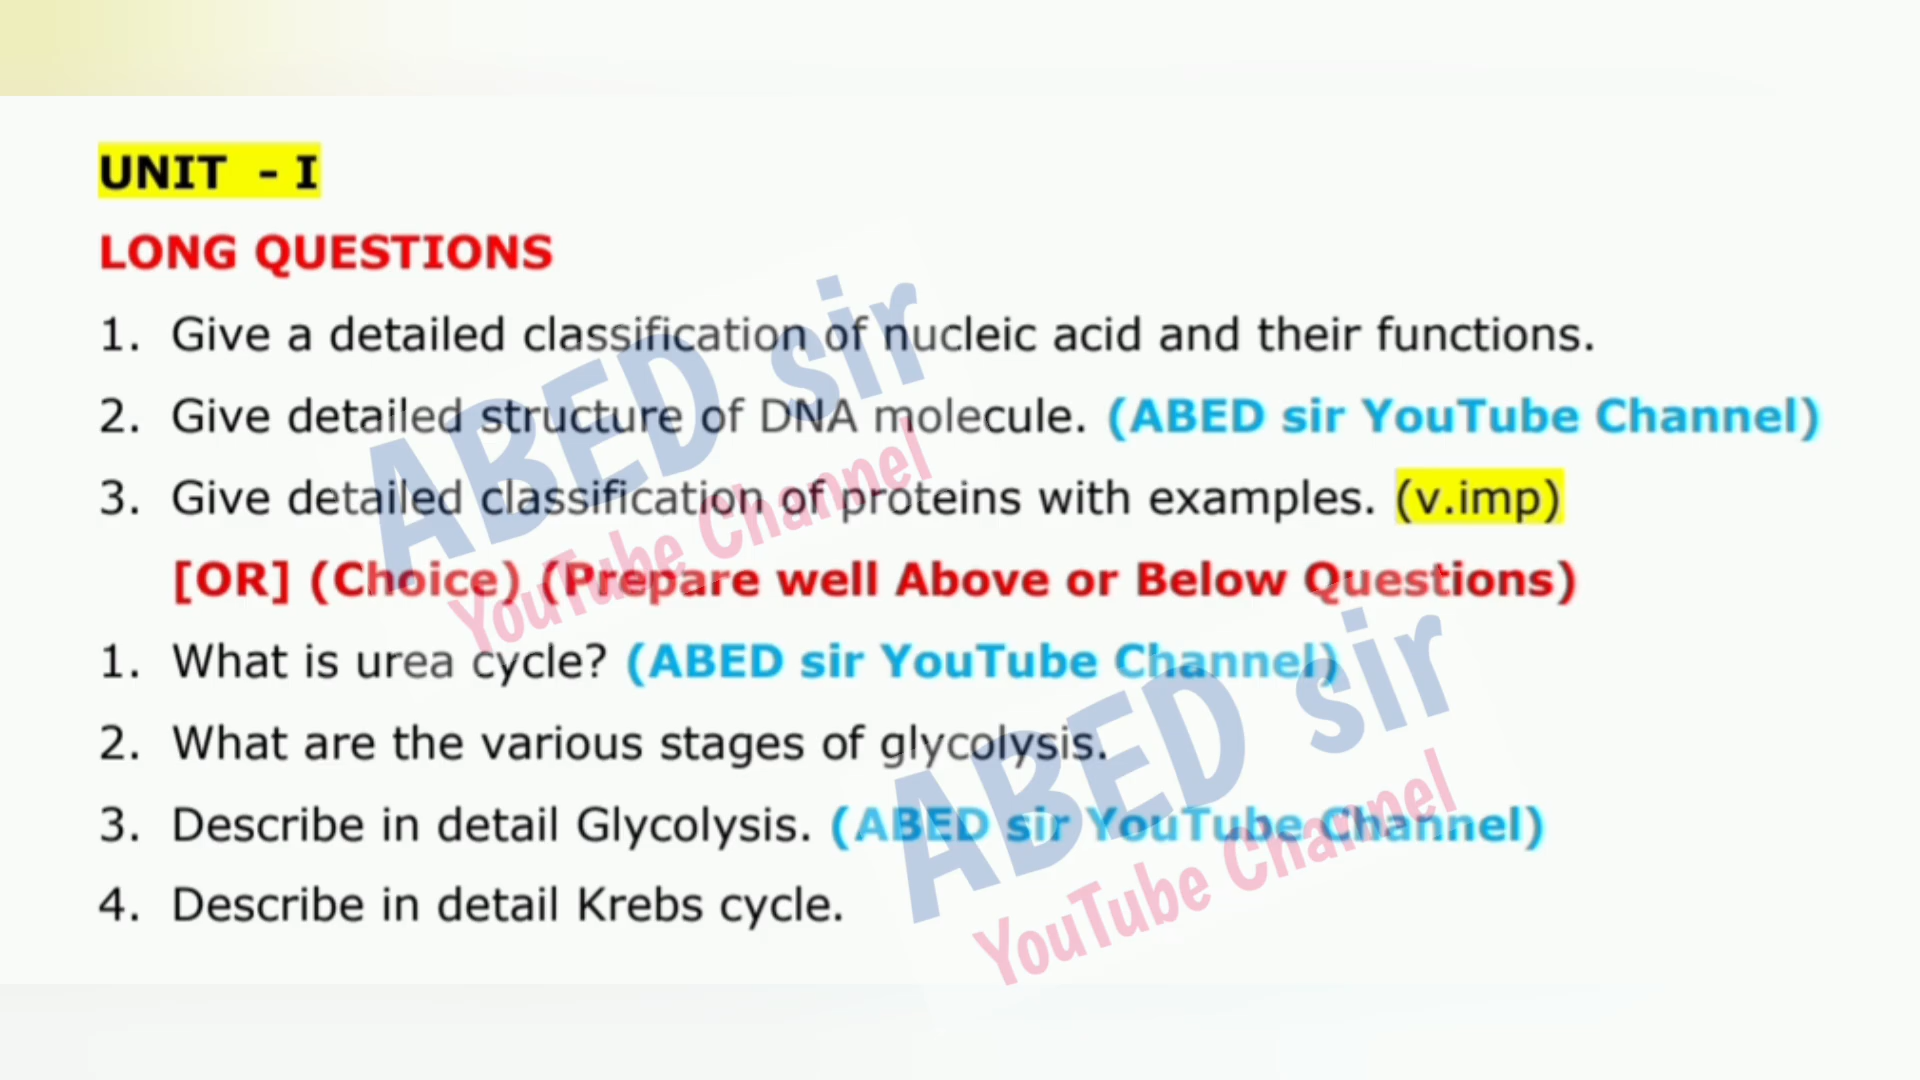 UNIT - I
LONG QUESTIONS
1. Give a detailed classification of nucleic acid and their functions.
2. Give detailed structure of DNA molecule. (ABED sir YouTube Channel)
3. Give detailed classification of proteins with examples. (v.imp)
[OR] (Choice) (Prepare well Above or Below Questions)
1. What is urea cycle? (ABED sir YouTube Channel)
2. What are the various stages of glycolysis.
3. Describe in detail Glycolysis. (ABED sir YouTube Channel)
4. Describe in detail Krebs cycle.
ABED sir
YouTube Channel
ABED sir
YouTube Channel